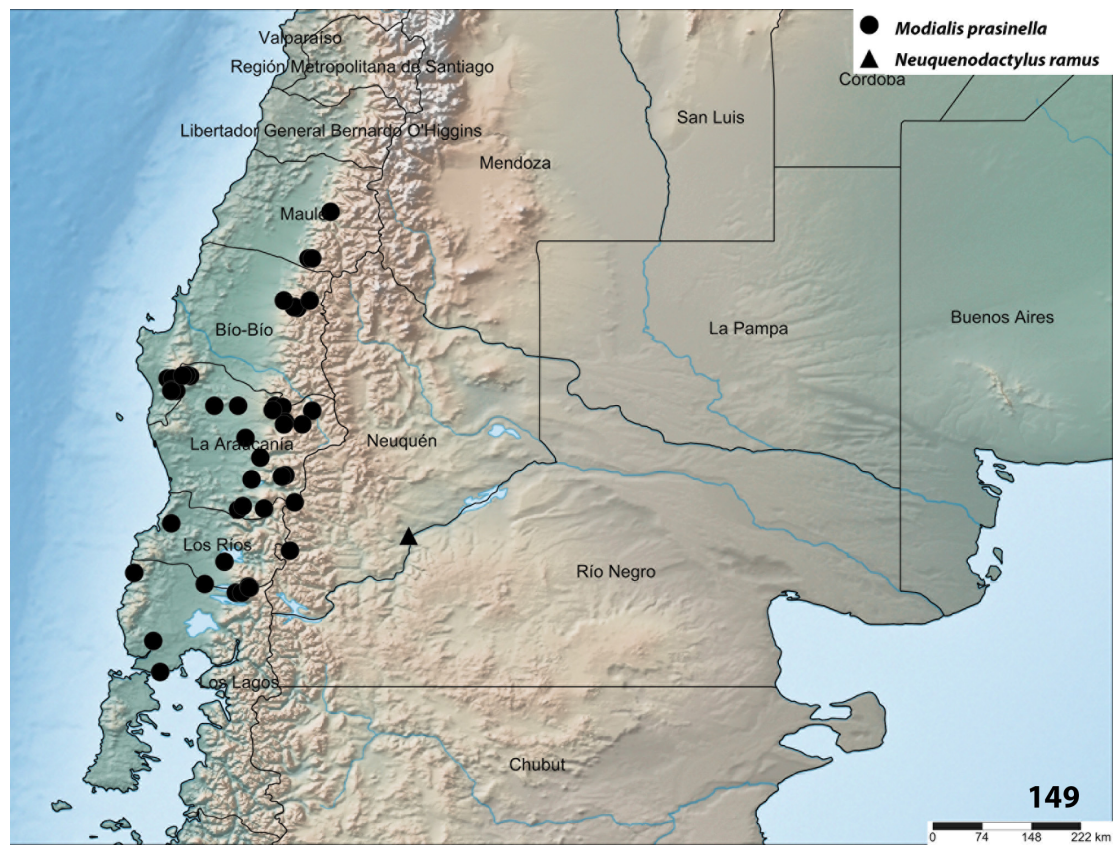 Modialis prasinella
Neuquenodactylus ramus
Valparaíso
Región Metropolitana de Santiago
Córdoba
San Luis
Libertador General Bernardo O'Higgins
Mendoza
Maule
Buenos Aires
La Pampa
Bío-Bío
La Araucanía
Neuquén
Los Ríos
Río Negro
Los Lagos
Chubut
149
0 74 148 222 km